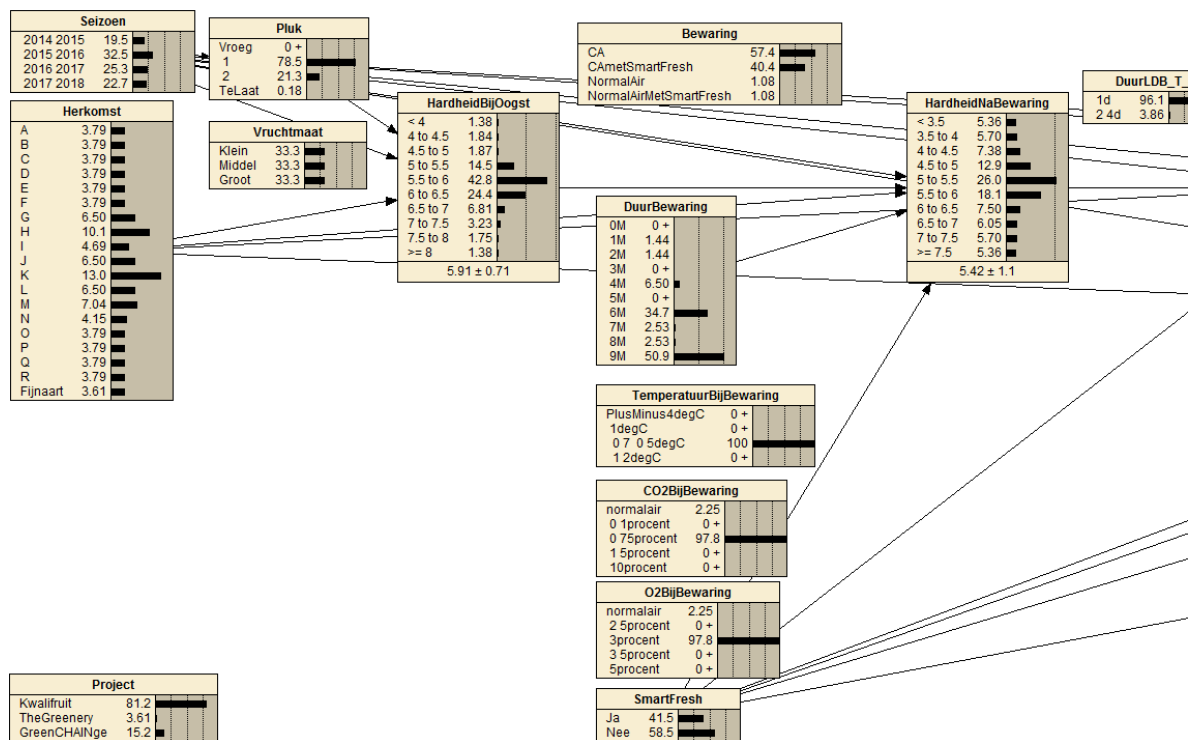 Seizoen
2014 2015 19.5
2015 2016 32.5
2016 2017 25.3
2017 2018 22.7
Pluk
Vroeg 0 +
1 78.5
2 21.3
TeLaat 0.18
Bewaring
CA 57.4
CAmetSmartFresh 40.4
NormalAir 1.08
NormalAirMetSmartFresh 1.08
DuurLDB_T_
1d 96.1
2 4d 3.86
Herkomst
A 3.79
B 3.79
C 3.79
D 3.79
E 3.79
F 3.79
G 6.50
H 10.1
I 4.69
J 6.50
K 13.0
L 6.50
M 7.04
N 4.15
O 3.79
P 3.79
Q 3.79
R 3.79
Fijnaart 3.61
Vruchtmaat
Klein 33.3
Middel 33.3
Groot 33.3
HardheidBijOogst
< 4 1.38
4 to 4.5 1.84
4.5 to 5 1.87
5 to 5.5 14.5
5.5 to 6 42.8
6 to 6.5 24.4
6.5 to 7 6.81
7 to 7.5 3.23
7.5 to 8 1.75
>= 8 1.38
5.91 ± 0.71
HardheidNaBewaring
< 3.5 5.36
3.5 to 4 5.70
4 to 4.5 7.38
4.5 to 5 12.9
5 to 5.5 26.0
5.5 to 6 18.1
6 to 6.5 7.50
6.5 to 7 6.05
7 to 7.5 5.70
>= 7.5 5.36
5.42 ± 1.1
DuurBewaring
0M 0 +
1M 1.44
2M 1.44
3M 0 +
4M 6.50
5M 0 +
6M 34.7
7M 2.53
8M 2.53
9M 50.9
TemperatuurBijBewaring
PlusMinus4degC 0 +
1degC 0 +
0 7 0 5degC 100
1 2degC 0 +
CO2BijBewaring
normalair 2.25
0 1procent 0 +
0 75procent 97.8
1 5procent 0 +
10procent 0 +
O2BijBewaring
normalair 2.25
2 5procent 0 +
3procent 97.8
3 5procent 0 +
5procent 0 +
Project
Kwalifruit 81.2
TheGreenery 3.61
GreenCHAINge 15.2
SmartFresh
Ja 41.5
Nee 58.5